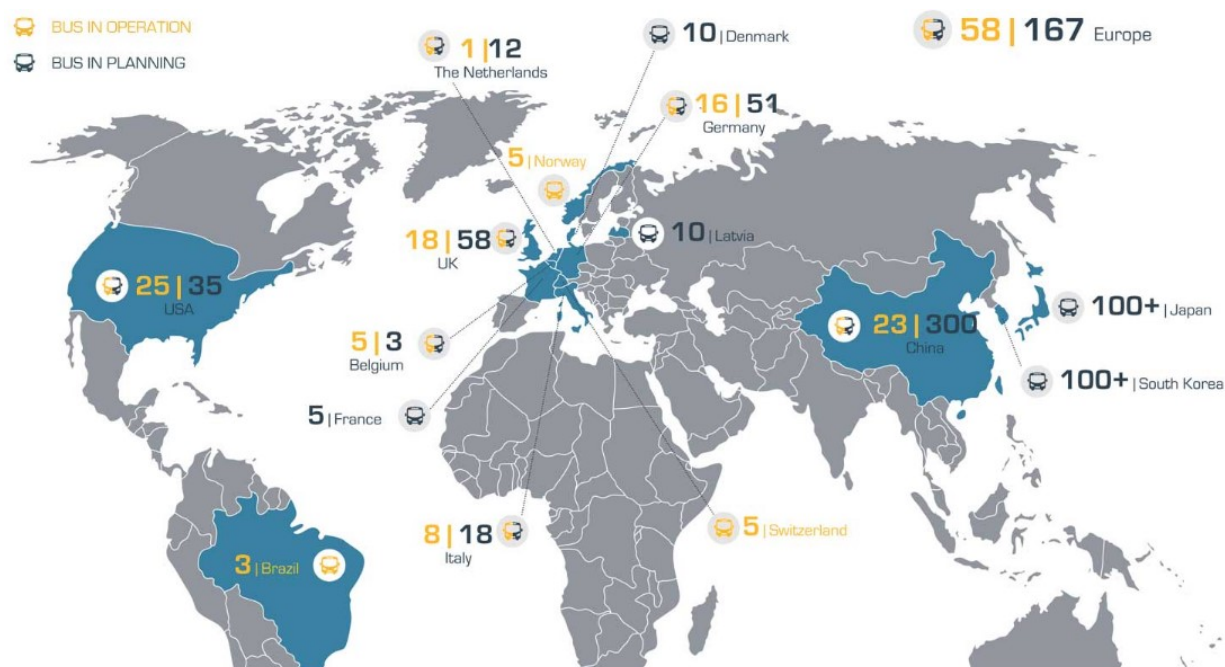 BUS IN OPERATION
BUS IN PLANNING
1|12
The Netherlands
10|Denmark
58|167 Europe
16|51
Germany
5|Norway
18|58
UK
10|Latvia
25|35
USA
23|300
China
100+|Japan
5|3
Belgium
100+|South Korea
5|France
8|18
Italy
5|Switzerland
3|Brazil